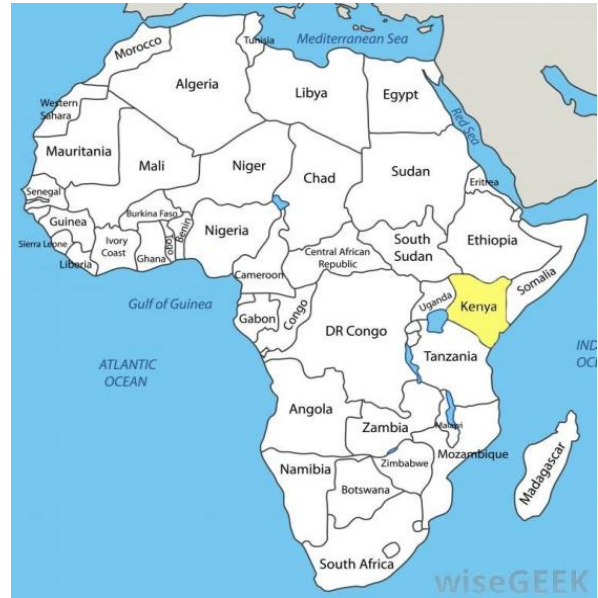 Mediterranean Sea
Morocco
Tunisia
Algeria
Libya
Egypt
Western
Sahara
Red Sea
Mauritania
Mali
Niger
Chad
Sudan
Eritrea
Senegal
Burkina Faso
Guinea
Benin
Nigeria
Togo
Sierra Leone
Ivory
Coast
Ghana
Liberia
South
Sudan
Ethiopia
Central African
Republic
Cameroon
Somalia
Gulf of Guinea
Gabon
Congo
Uganda
Kenya
DR Congo
ATLANTIC
OCEAN
IND
OC
Tanzania
Angola
Zambia
Malawi
Mozambique
Namibia
Zimbabwe
Botswana
Madagascar
South Africa
wiseGEEK